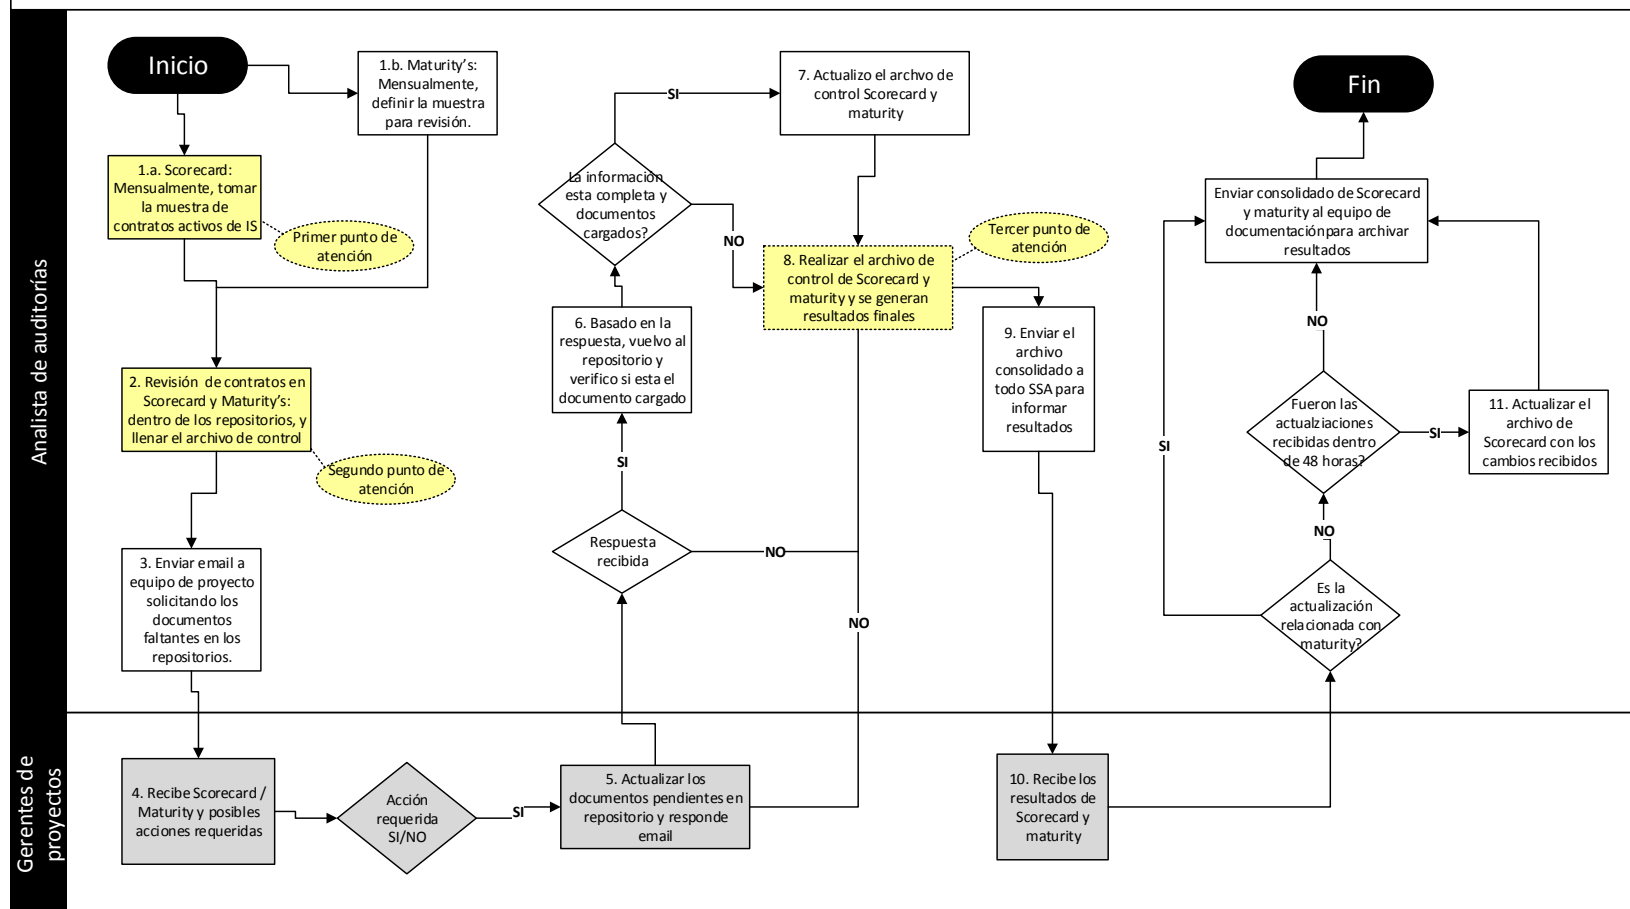 Analista de auditorías
Inicio
1.b. Maturity's:
Mensualmente,
definir la muestra
para revisión.
1.a. Scorecard:
Mensualmente, tomar
la muestra de
contratos activos de IS
Primer punto de
atención
2. Revisión de contratos en
Scorecard y Maturity's:
dentro de los repositorios, y
llenar el archivo de control
Segundo punto de
atención
3. Enviar email a
equipo de proyecto
solicitando los
documentos
faltantes en los
repositorios.
SI
7. Actualizo el archvo de
control Scorecard y
maturity
La información
esta completa y
documentos
cargados?
NO
Tercer punto de
atención
8. Realizar el archivo de
control de Scorecard y
maturity y se generan
resultados finales
6. Basado en la
respuesta, vuelvo al
repositorio y
verifico si esta el
documento cargado
SI
Respuesta
recibida
NO
NO
9. Enviar el
archivo
consolidado a
todo SSA para
informar
resultados
Fin
Enviar consolidado de Scorecard
y maturity al equipo de
documentación para archivar
resultados
NO
Fueron las
actualziaciones
recibidas dentro
de 48 horas?
SI
11. Actualizar el
archivo de
Scorecard con los
cambios recibidos
SI
NO
Es la
actualización
relacionada con
maturity?
Gerentes de
proyectos
4. Recibe Scorecard /
Maturity y posibles
acciones requeridas
Acción
requerida
SI/NO
SI
5. Actualizar los
documentos pendientes en
repositorio y responde
email
10. Recibe los
resultados de
Scorecard y
maturity